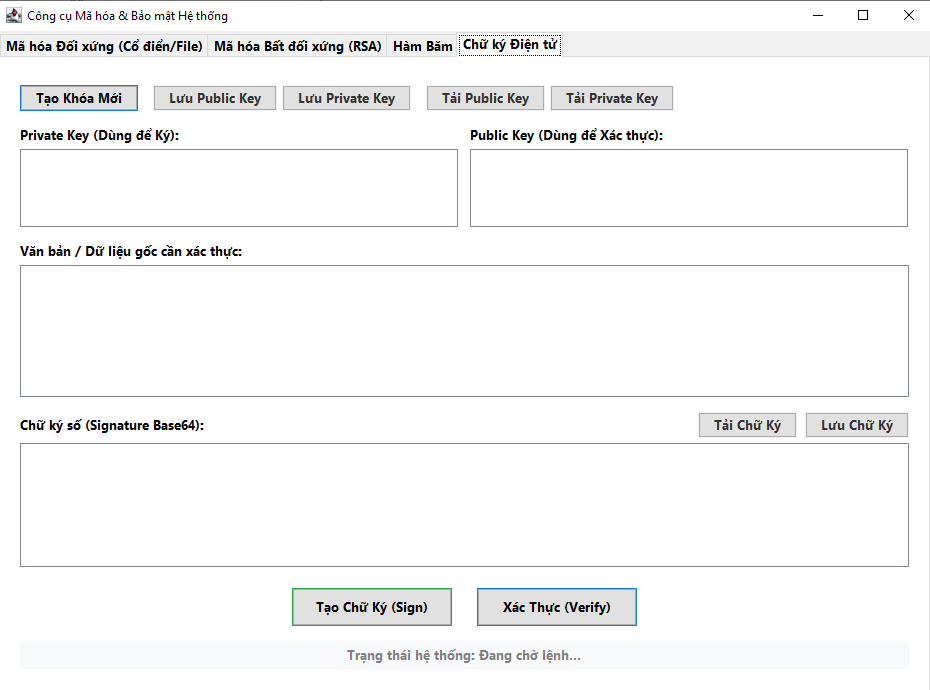 Công cụ Mã hóa & Bảo mật Hệ thống
Mã hóa Đối xứng (Cổ điển/File) Mã hóa Bất đối xứng (RSA) Hàm Băm Chữ ký Điện tử
Tạo Khóa Mới Lưu Public Key Lưu Private Key Tải Public Key Tải Private Key
Private Key (Dùng để Ký): Public Key (Dùng để Xác thực):
Văn bản / Dữ liệu gốc cần xác thực:
Chữ ký số (Signature Base64): Tải Chữ Ký Lưu Chữ Ký
Tạo Chữ Ký (Sign) Xác Thực (Verify)
Trạng thái hệ thống: Đang chờ lệnh...